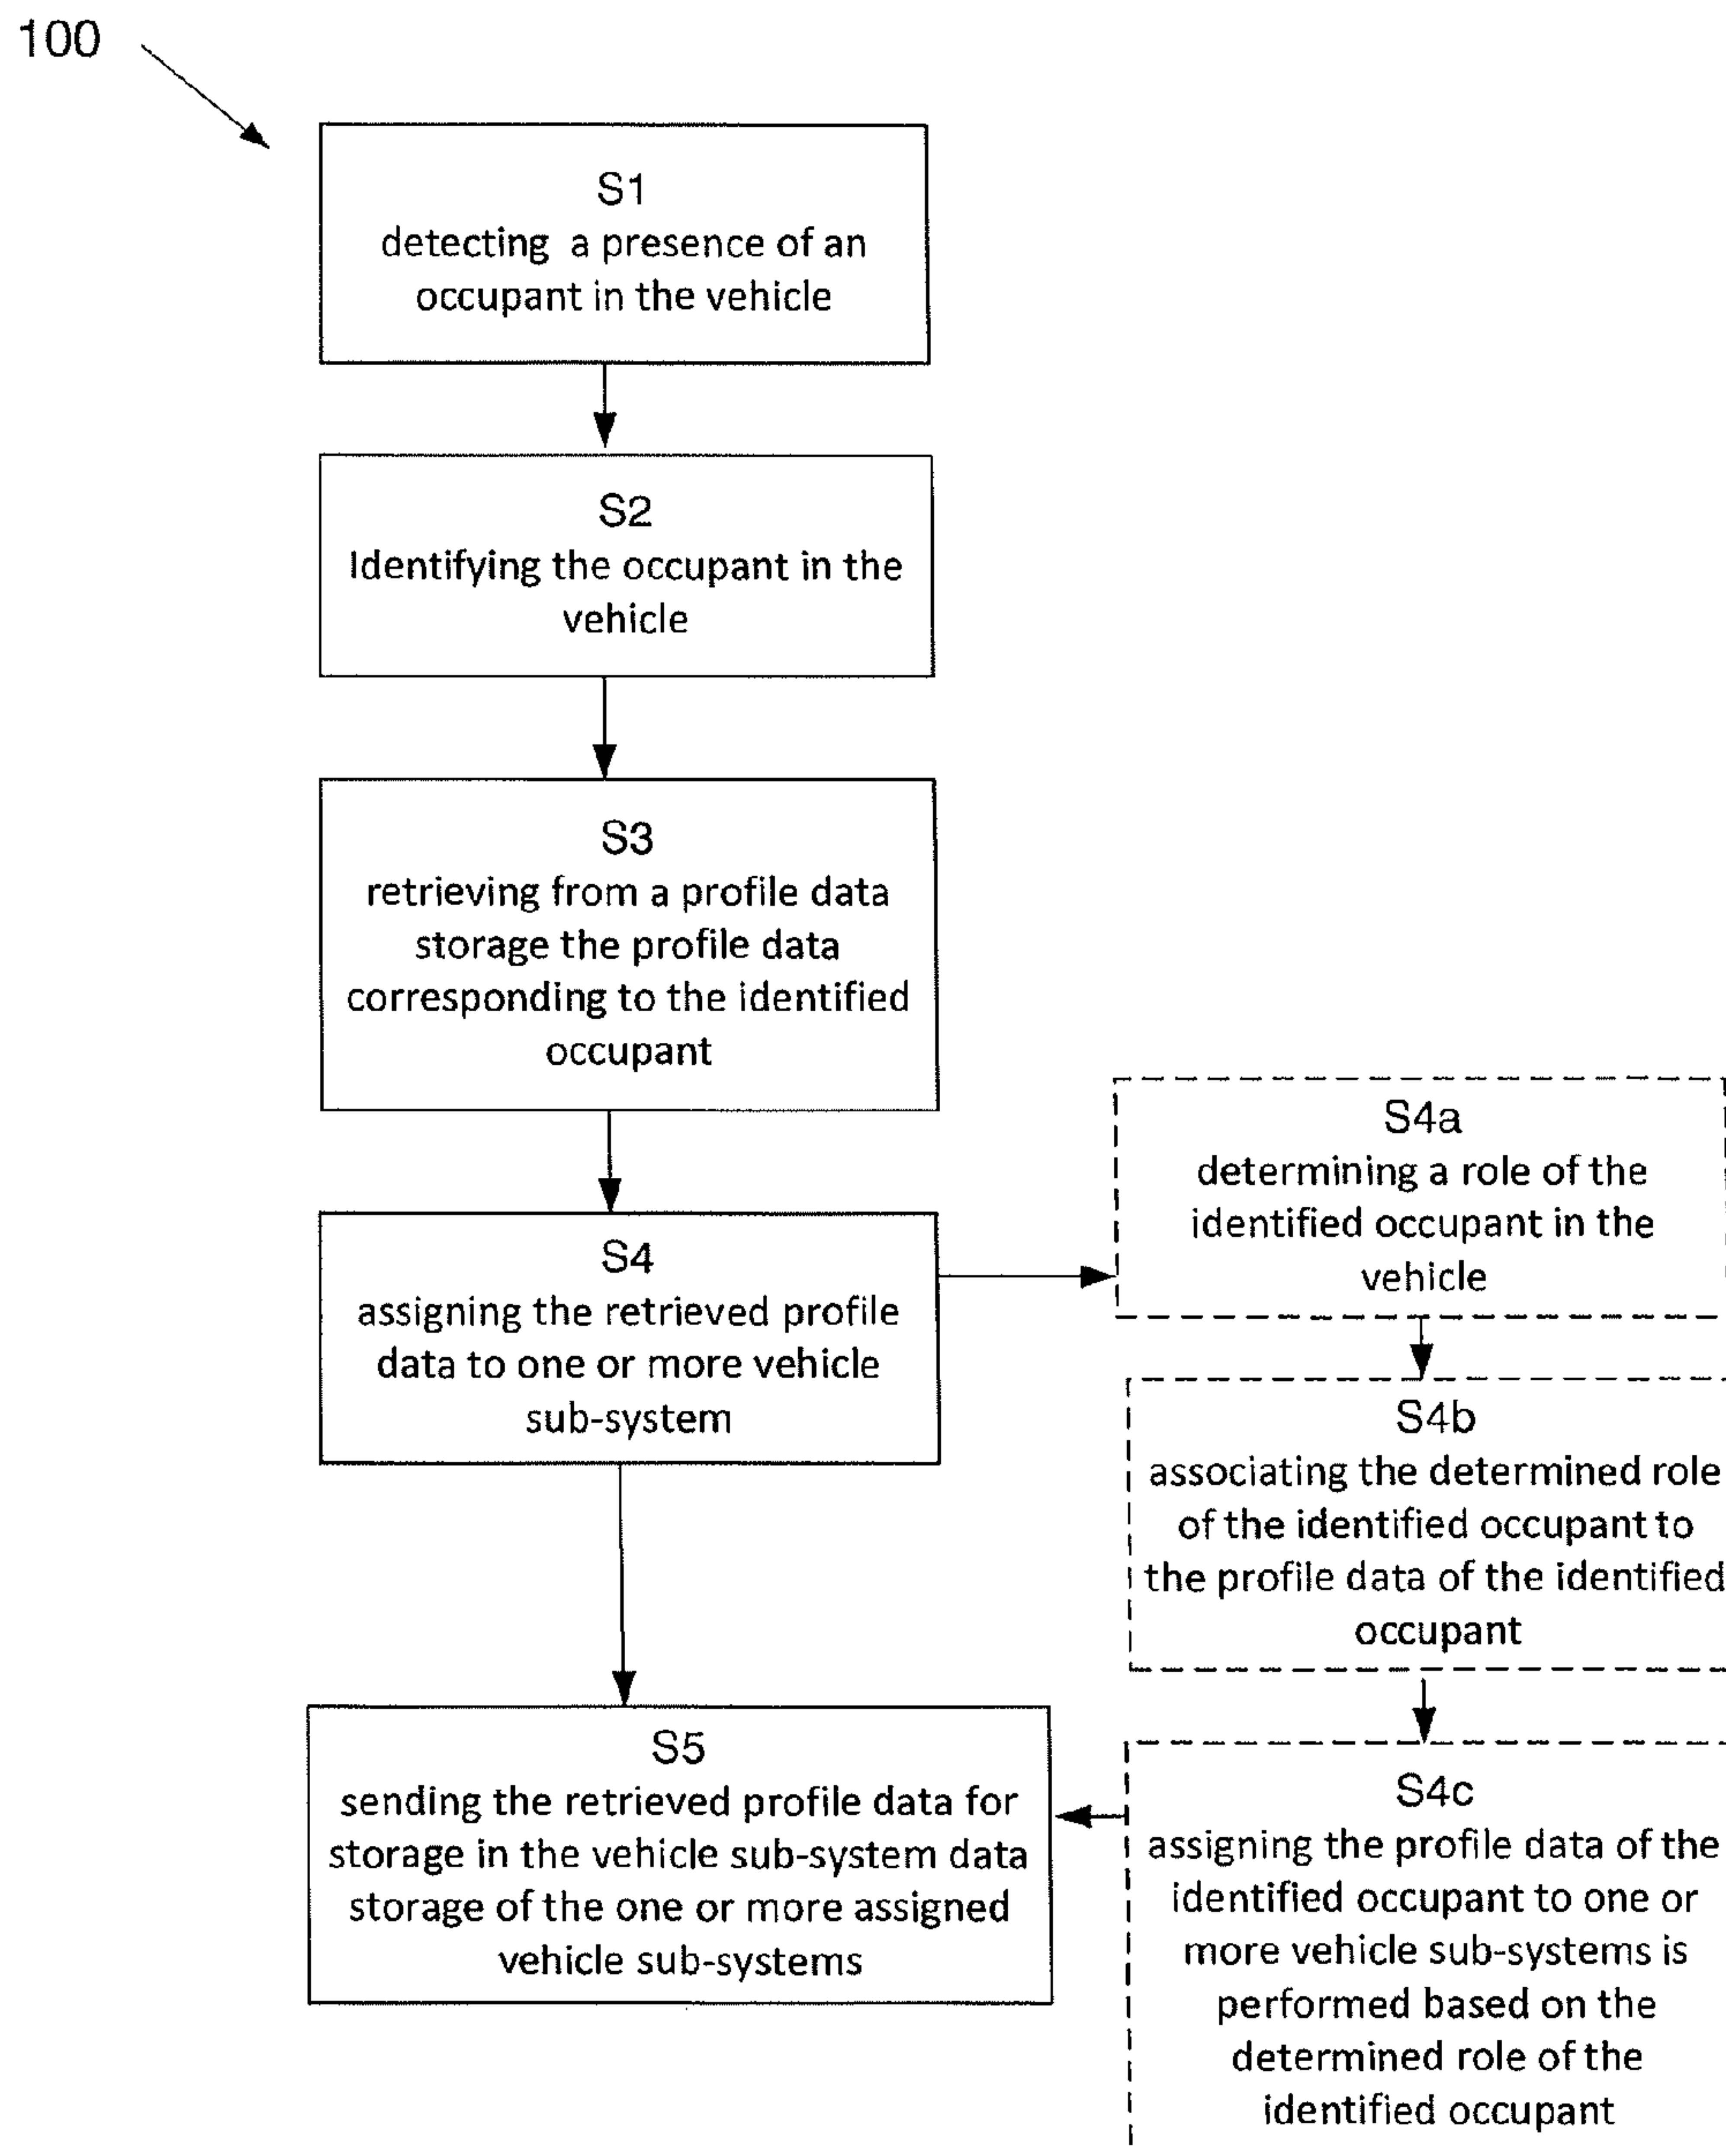 100
S1
detecting a presence of an
occupant in the vehicle
S2
Identifying the occupant in the
vehicle
S3
retrieving from a profile data
storage the profile data
corresponding to the identified
occupant
S4
assigning the retrieved profile
data to one or more vehicle
sub-system
S4a
determining a role of the
identified occupant in the
vehicle
S4b
associating the determined role
of the identified occupant to
the profile data of the identified
occupant
S4c
assigning the profile data of the
identified occupant to one or
more vehicle sub-systems is
performed based on the
determined role of the
identified occupant
S5
sending the retrieved profile data for
storage in the vehicle sub-system data
storage of the one or more assigned
vehicle sub-systems